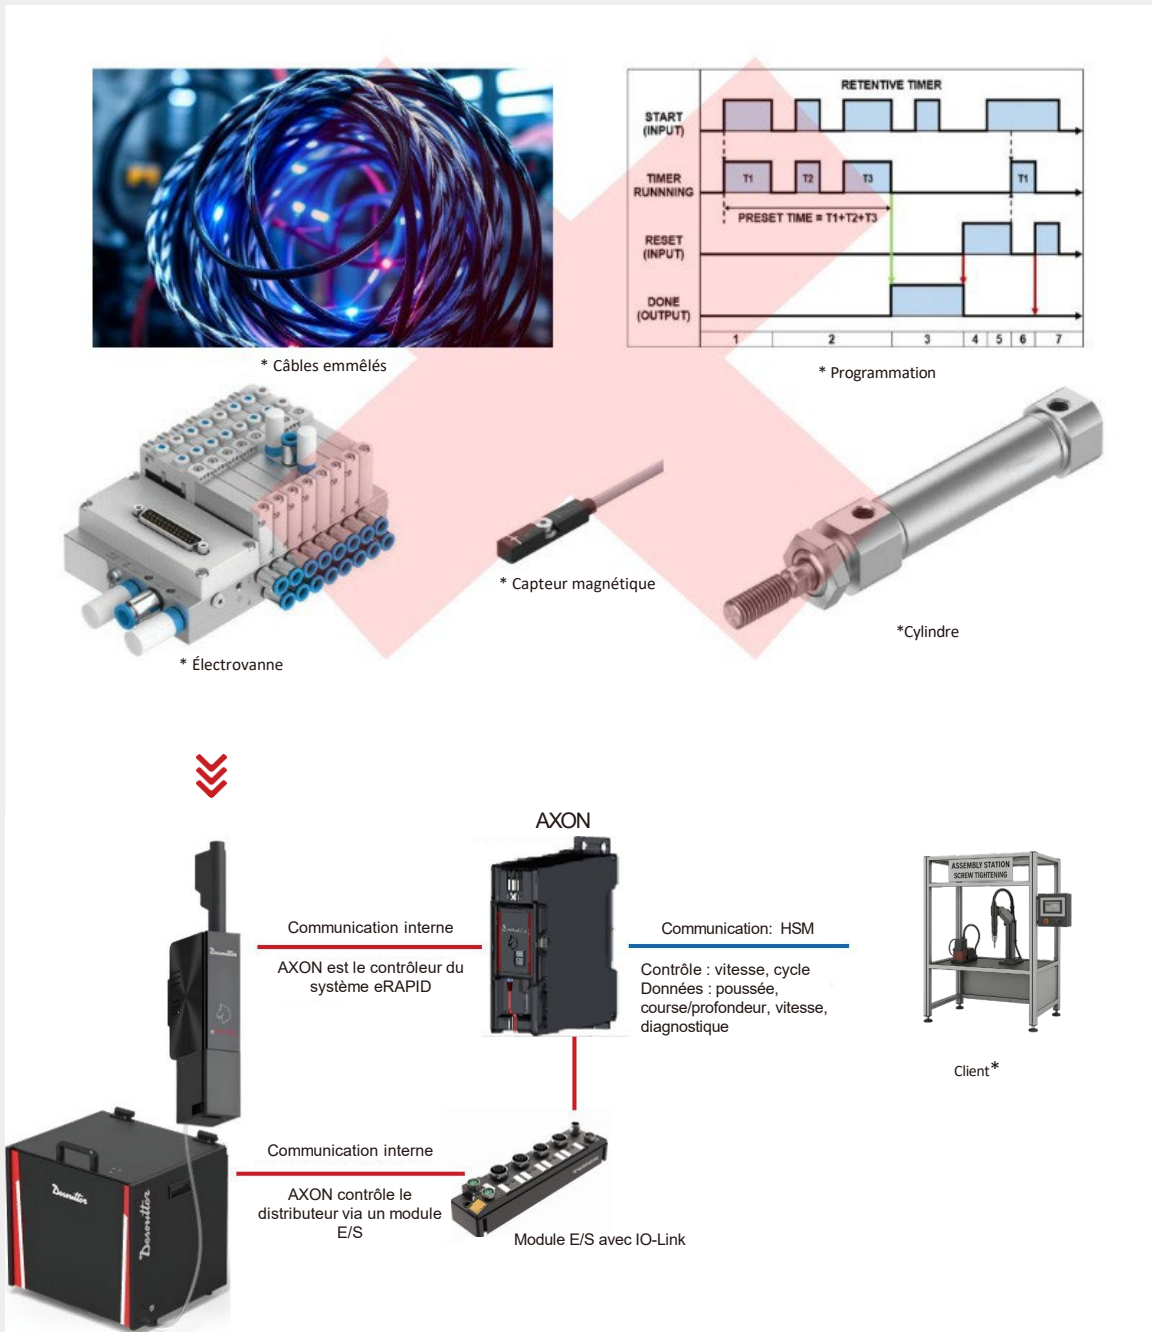 RETENTIVE TIMER
START
(INPUT)
TIMER
RUNNNING
T1
T2
T3
T1
PRESET TIME = T1+T2+T3
RESET
(INPUT)
DONE
(OUTPUT)
1 2 3 4 5 6 7
* Câbles emmêlés
* Programmation
* Capteur magnétique
*Cylindre
* Électrovanne
AXON
ASSEMBLY STATION
SCREW TIGHTENING
Communication interne
AXON est le contrôleur du
système eRAPID
Communication: HSM
Contrôle : vitesse, cycle
Données : poussée,
course/profondeur, vitesse,
diagnostique
Client*
Desoutter
Communication interne
AXON contrôle le
distributeur via un module
E/S
Module E/S avec IO-Link
Desoutter
Desoutter